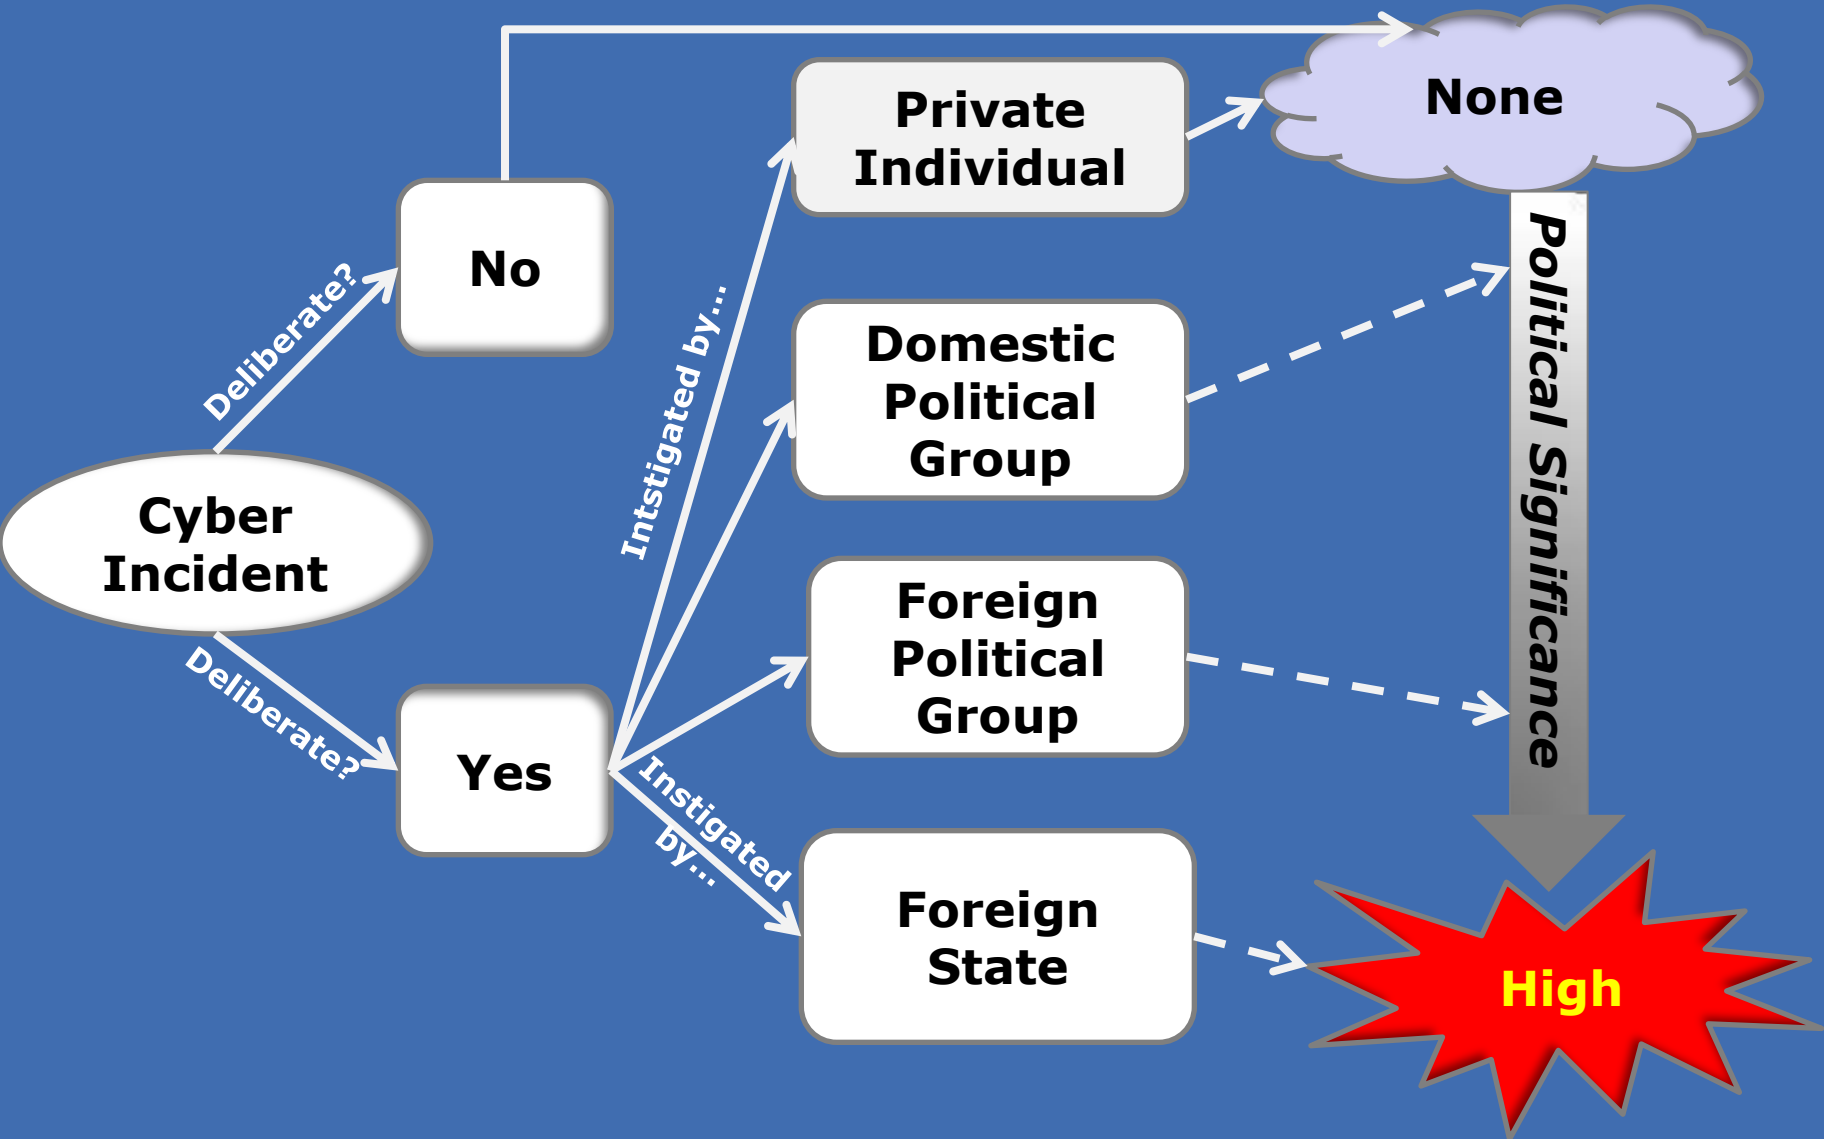 None
Private
Individual
No
Deliberate?
Intstigated by...
Domestic
Political
Group
Political Significance
Cyber
Incident
Foreign
Political
Group
Deliberate?
Yes
Instigated
by...
Foreign
State
High